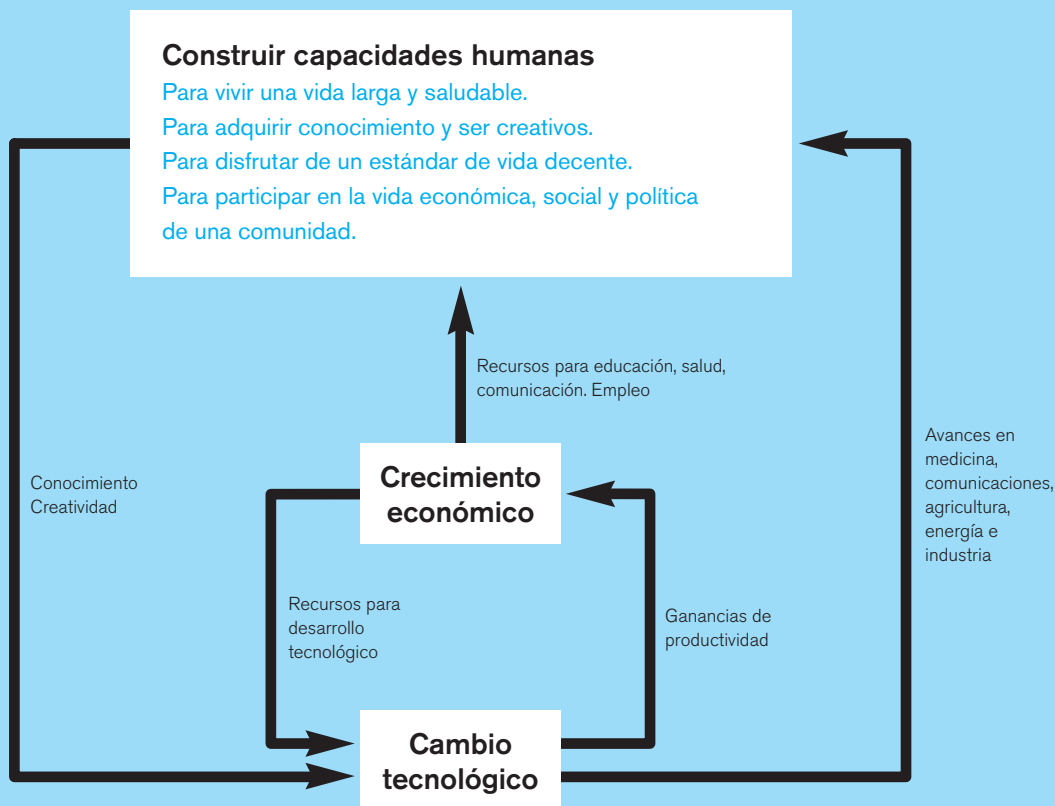 Construir capacidades humanas
Para vivir una vida larga y saludable.
Para adquirir conocimiento y ser creativos.
Para disfrutar de un estándar de vida decente.
Para participar en la vida económica, social y política
de una comunidad.
Recursos para educación, salud,
comunicación. Empleo
Crecimiento
económico
Conocimiento
Creatividad
Avances en
medicina,
comunicaciones,
agricultura,
energía e
industria
Recursos para
desarrollo
tecnológico
Ganancias de
productividad
Cambio
tecnológico